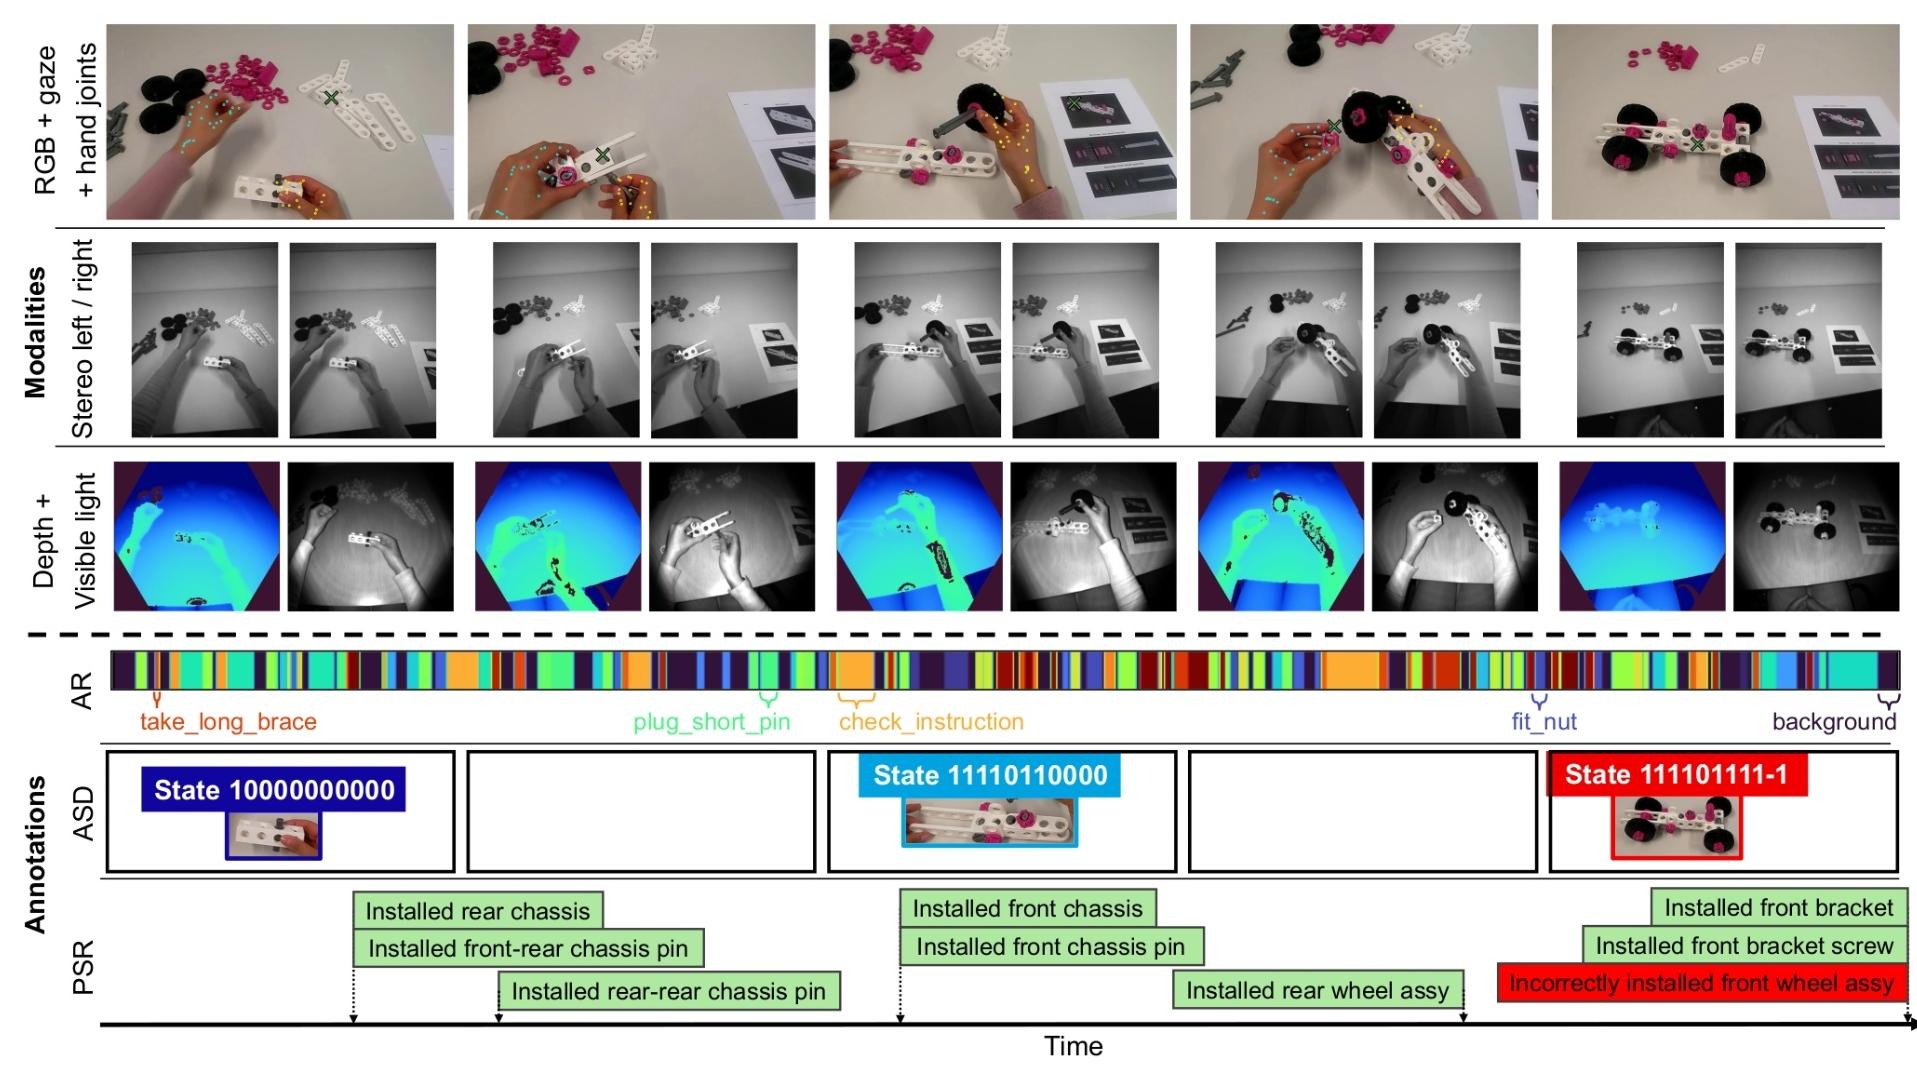 RGB + gaze
+ hand joints
Modalities
Stereo left / right
Depth +
Visible light
AR
take_long_brace
plug_short_pin
check_instruction
fit_nut
background
Annotations
ASD
State 10000000000
State 11110110000
State 111101111-1
PSR
Installed rear chassis
Installed front-rear chassis pin
Installed rear-rear chassis pin
Installed front chassis
Installed front chassis pin
Installed rear wheel assy
Installed front bracket
Installed front bracket screw
Incorrectly installed front wheel assy
Time